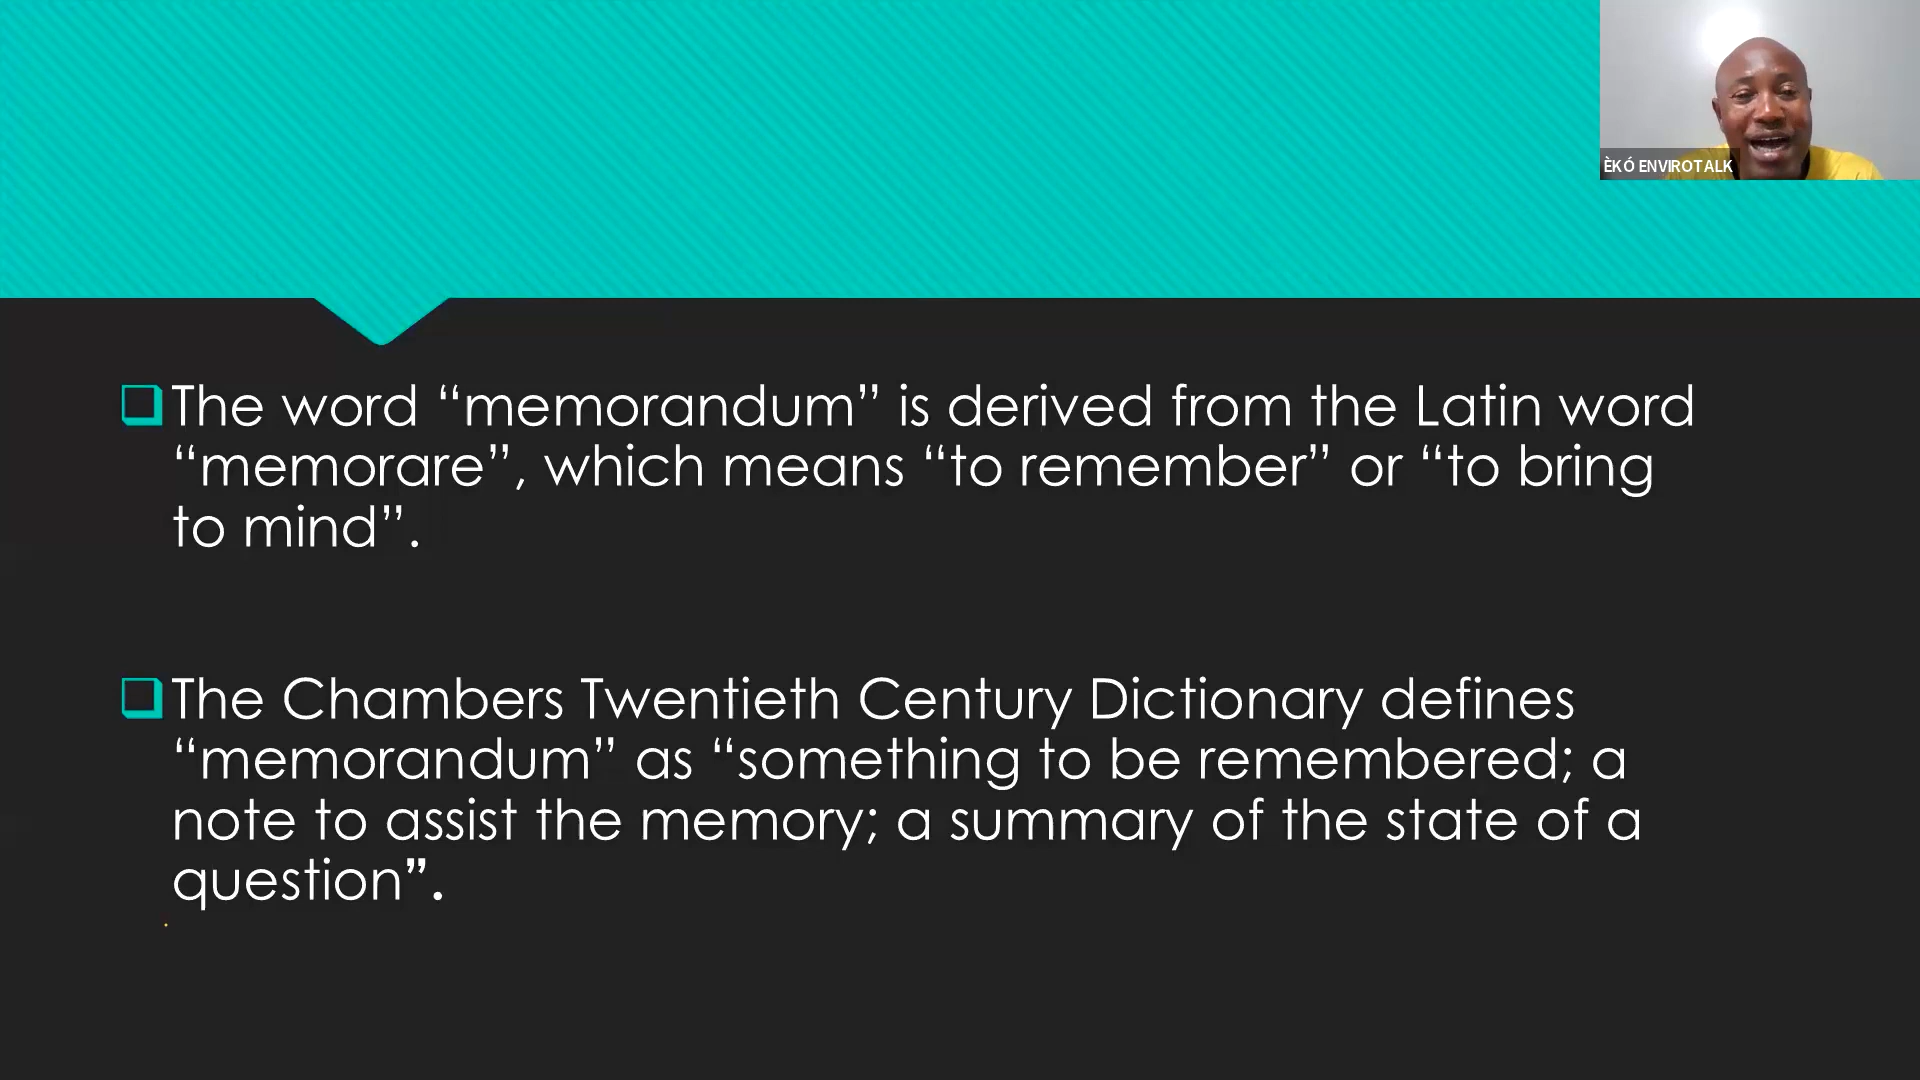 ÈKÓ ENVIROTALK
The word “memorandum” is derived from the Latin word
“memorare”, which means “to remember” or “to bring
to mind”.
The Chambers Twentieth Century Dictionary defines
“memorandum” as “something to be remembered; a
note to assist the memory; a summary of the state of a
question”.